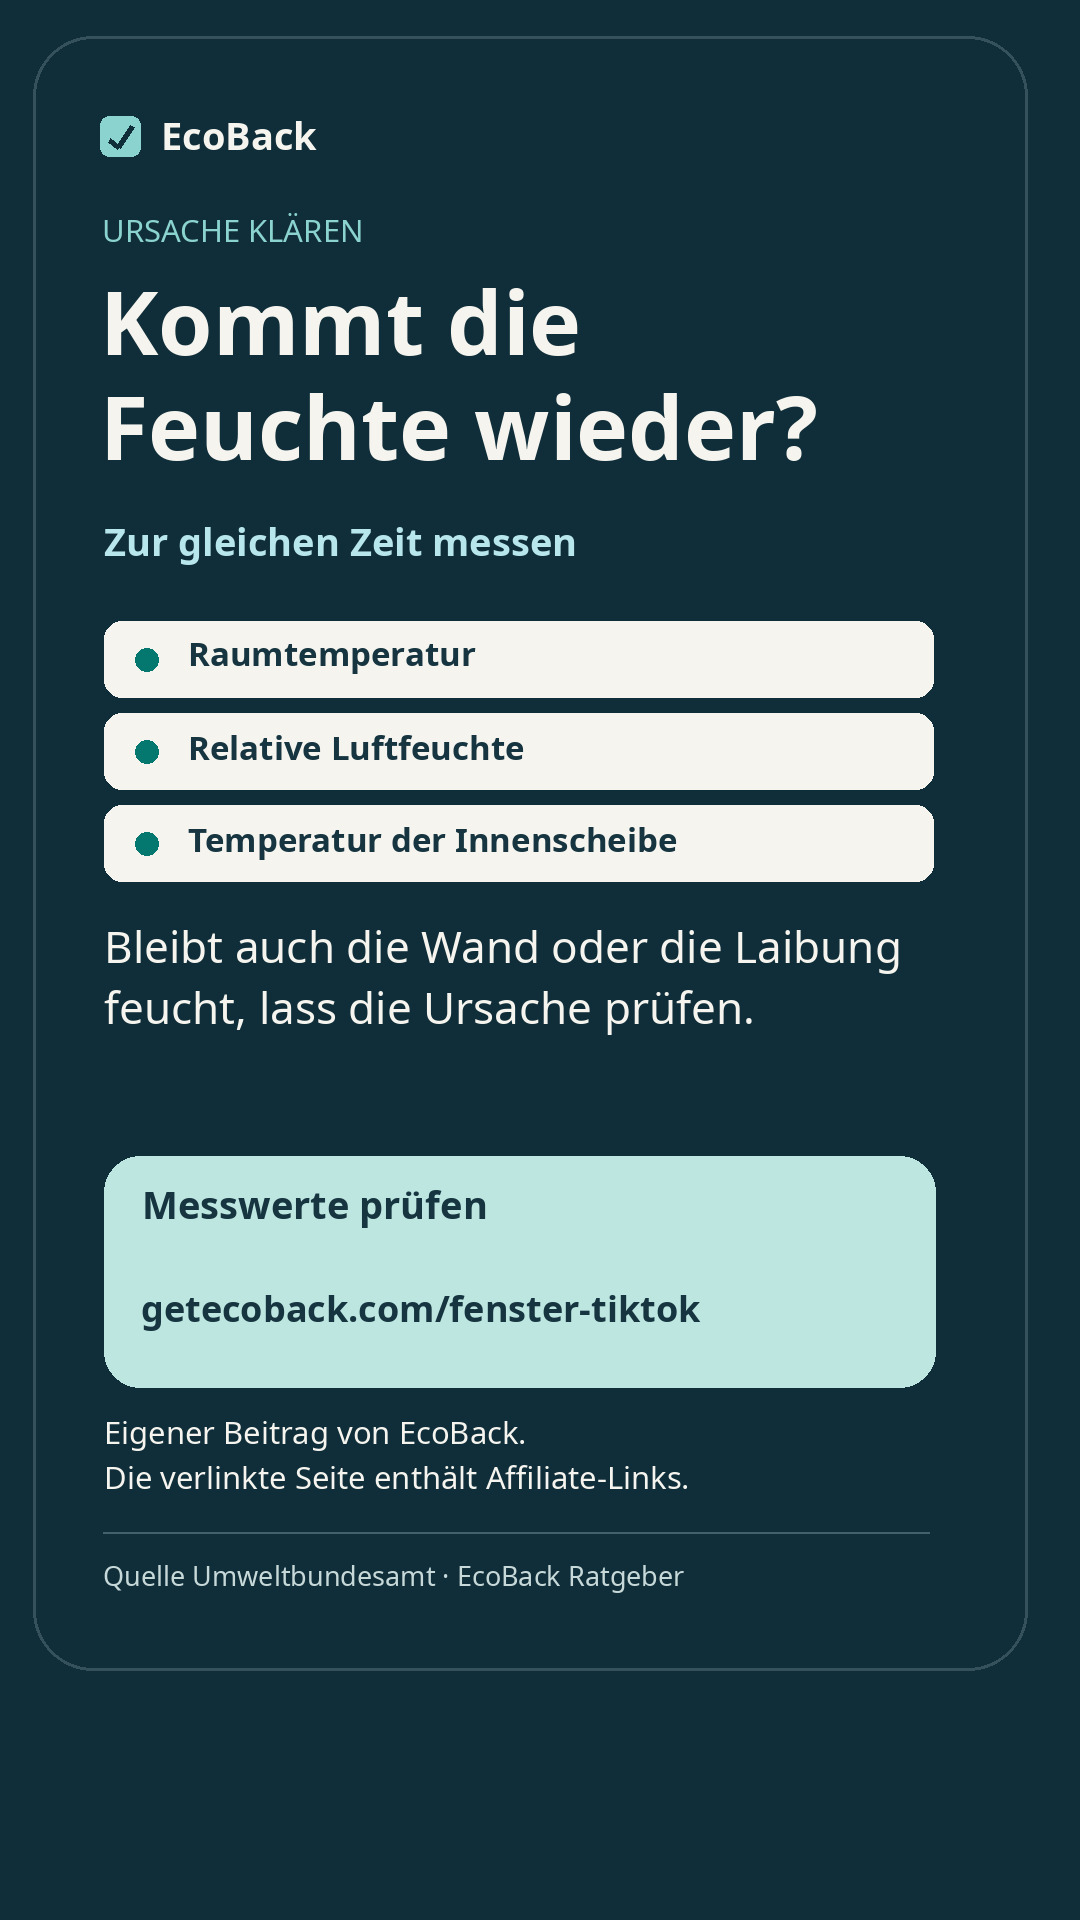 EcoBack
URSACHE KLÄREN
Kommt die
Feuchte wieder?
Zur gleichen Zeit messen
Raumtemperatur
Relative Luftfeuchte
Temperatur der Innenscheibe
Bleibt auch die Wand oder die Laibung
feucht, lass die Ursache prüfen.
Messwerte prüfen
getecoback.com/fenster-tiktok
Eigener Beitrag von EcoBack.
Die verlinkte Seite enthält Affiliate-Links.
Quelle Umweltbundesamt · EcoBack Ratgeber